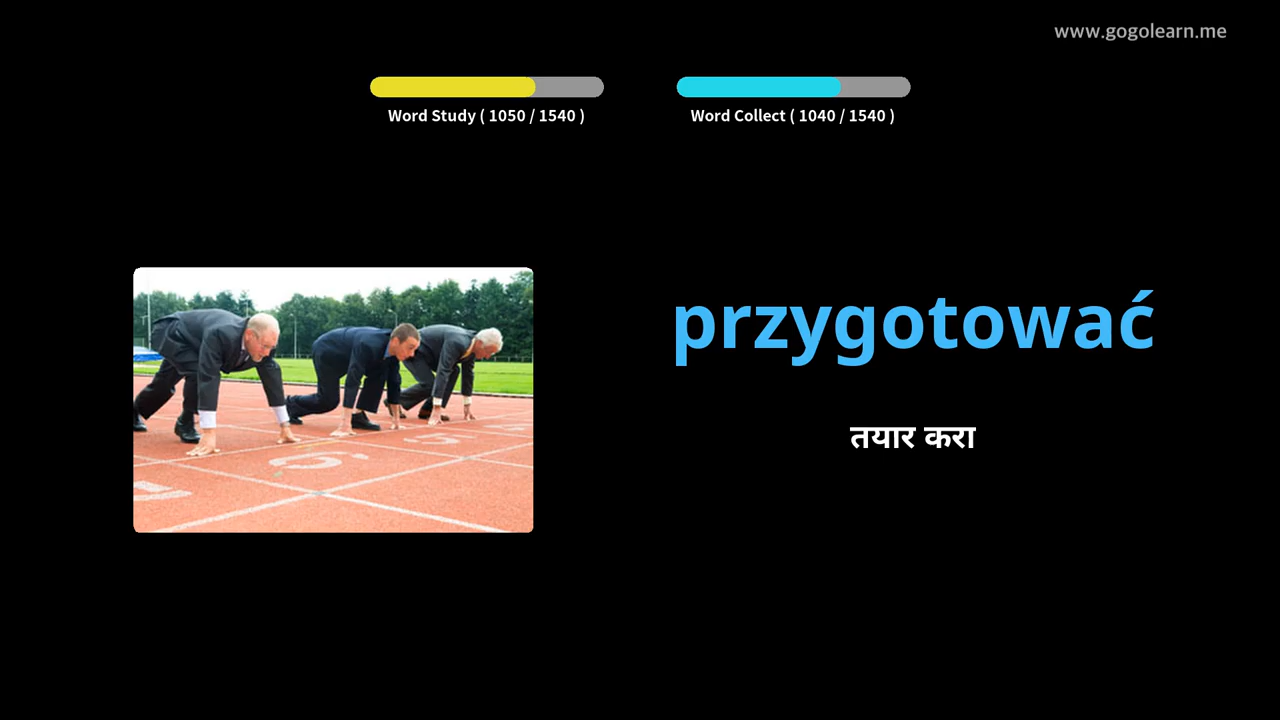 www.gogolearn.me
Word Study ( 1050 / 1540 )
Word Collect ( 1040 / 1540 )
przygotować
तयार करा